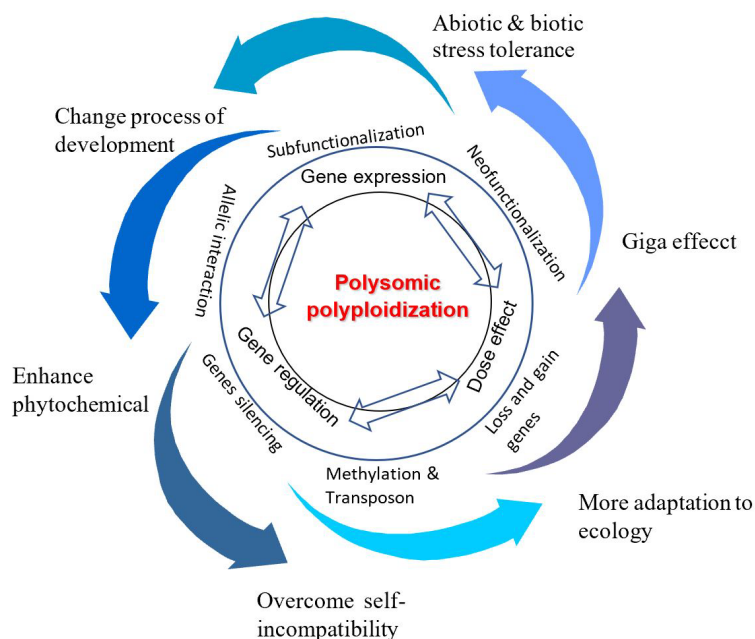 Abiotic & biotic
stress tolerance
Change process of
development
Subfunctionalization
Neofunctionalization
Gene expression
Allelic interaction
Giga effecct
Polysomic
polyploidization
Gene regulation
Dose effect
Enhance
phytochemical
Genes silencing
Loss and gain
genes
Methylation &
Transposon
More adaptation to
ecology
Overcome self-
incompatibility